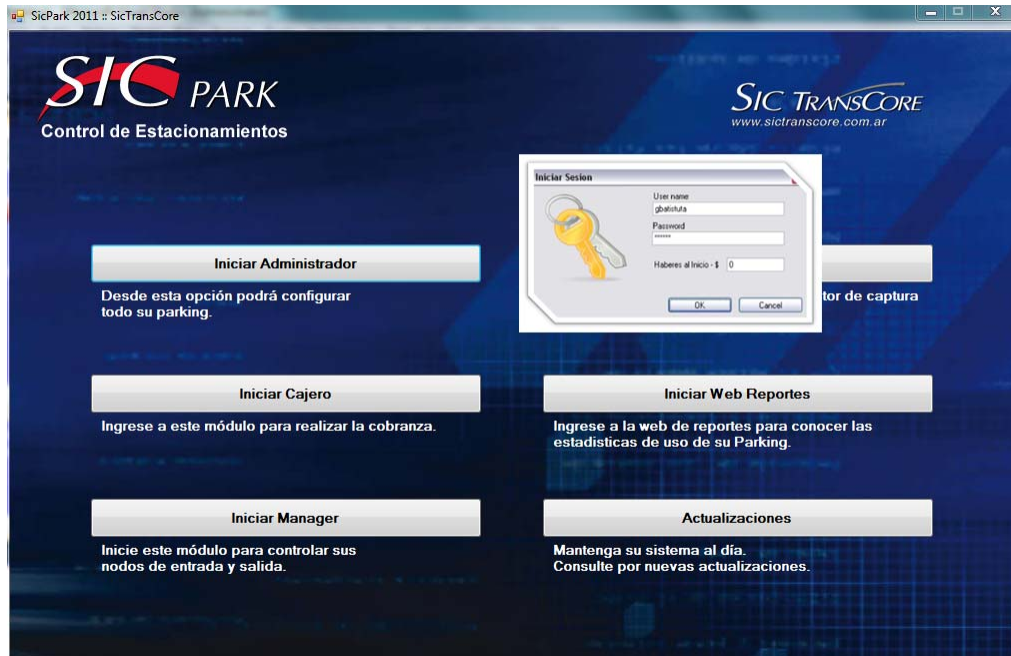 SicPark 2011 :: SicTransCore
SIC PARK
Control de Estacionamientos
SIC TRANSCORE
www.sictranscore.com.ar
Iniciar Sesion
User name
gbatistuta
Password
******
Haberes al Inicio - $ 0
OK Cancel
Iniciar Administrador
Desde esta opción podrá configurar
todo su parking.
tor de captura
Iniciar Cajero
Ingrese a este módulo para realizar la cobranza.
Iniciar Web Reportes
Ingrese a la web de reportes para conocer las
estadisticas de uso de su Parking.
Iniciar Manager
Inicie este módulo para controlar sus
nodos de entrada y salida.
Actualizaciones
Mantenga su sistema al día.
Consulte por nuevas actualizaciones.